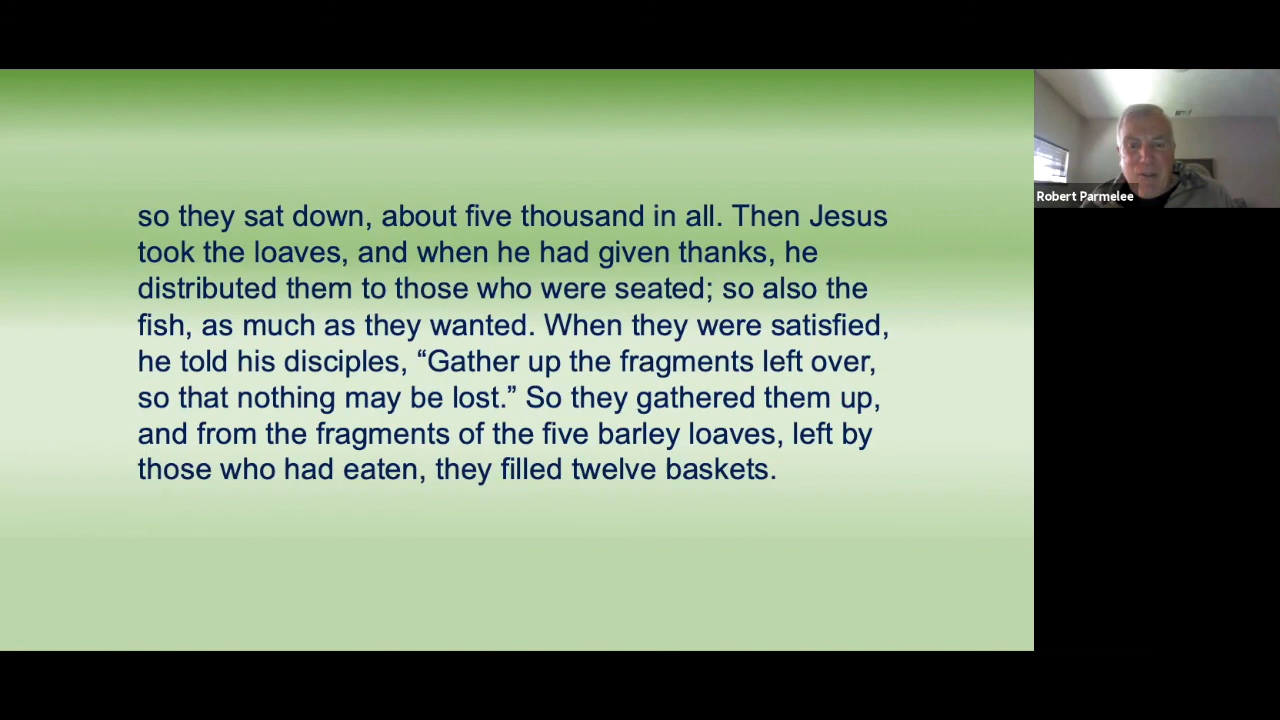 so they sat down, about five thousand in all. Then Jesus
took the loaves, and when he had given thanks, he
distributed them to those who were seated; so also the
fish, as much as they wanted. When they were satisfied,
he told his disciples, “Gather up the fragments left over,
so that nothing may be lost.” So they gathered them up,
and from the fragments of the five barley loaves, left by
those who had eaten, they filled twelve baskets.
Robert Parmelee